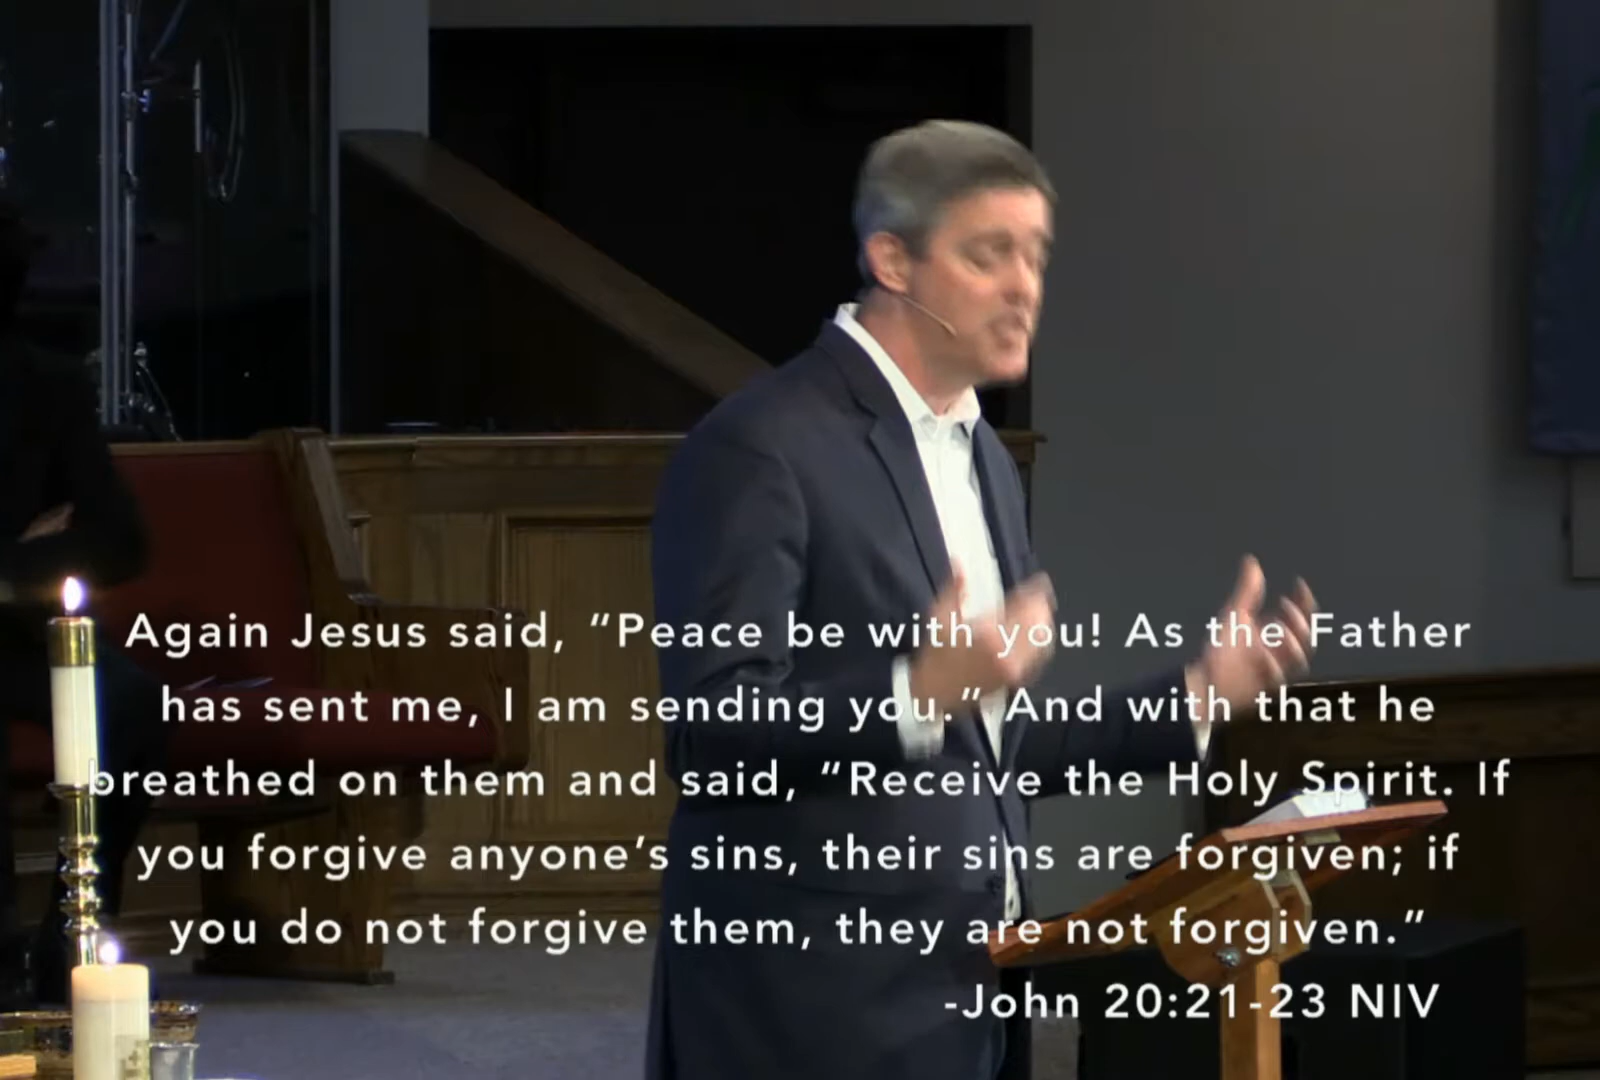 Again Jesus said, “Peace be with you! As the Father
has sent me, I am sending you.” And with that he
breathed on them and said, “Receive the Holy Spirit. If
you forgive anyone’s sins, their sins are forgiven; if
you do not forgive them, they are not forgiven.”
-John 20:21-23 NIV